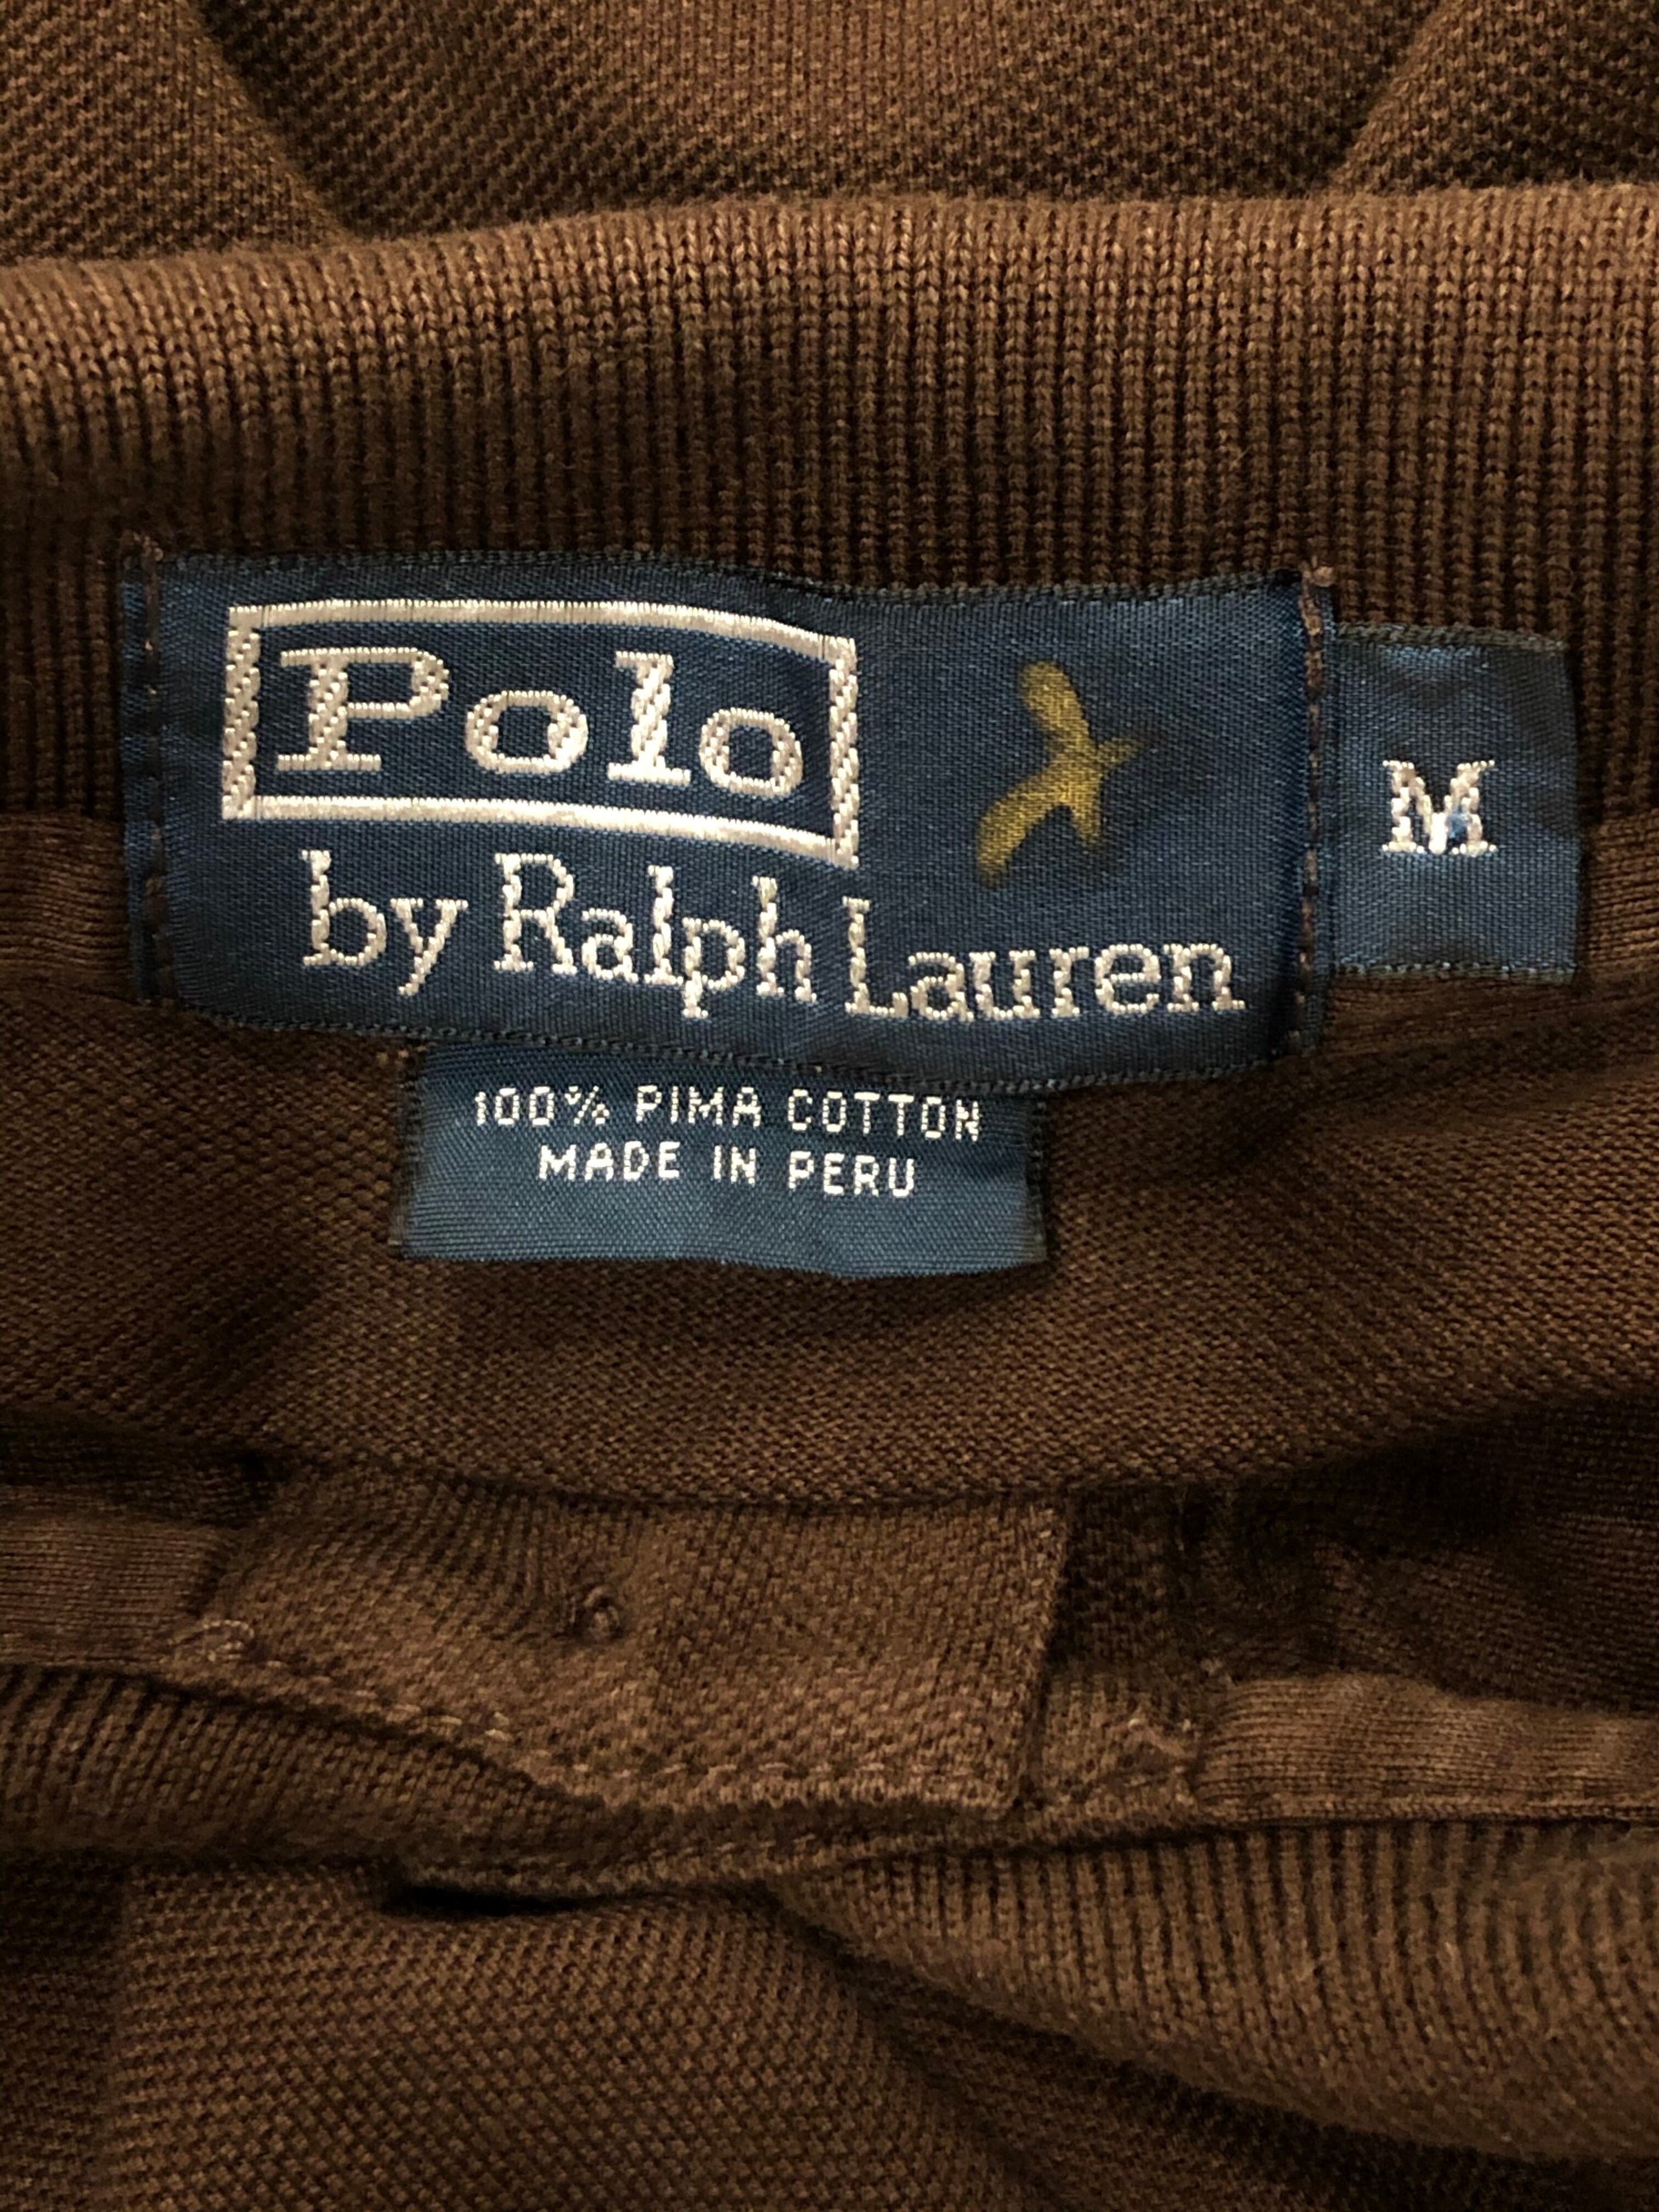 Polo
by Ralph Lauren
M
100% PIMA COTTON
MADE IN PERU